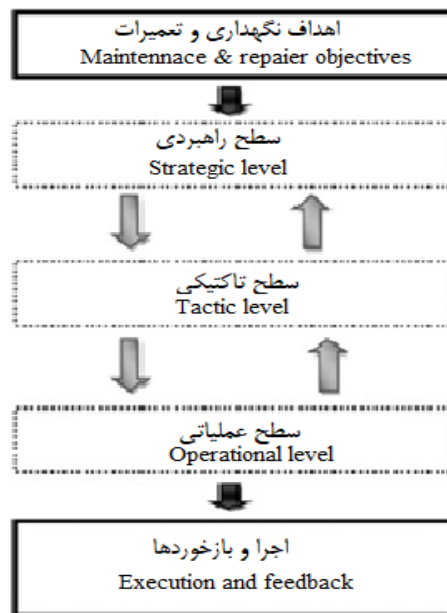 اهداف نگهداری و تعمیرات
Maintennace & repaier objectives
سطح راهبردی
Strategic level
سطح تاکتیکی
Tactic level
سطح عملیاتی
Operational level
اجرا و بازخوردها
Execution and feedback